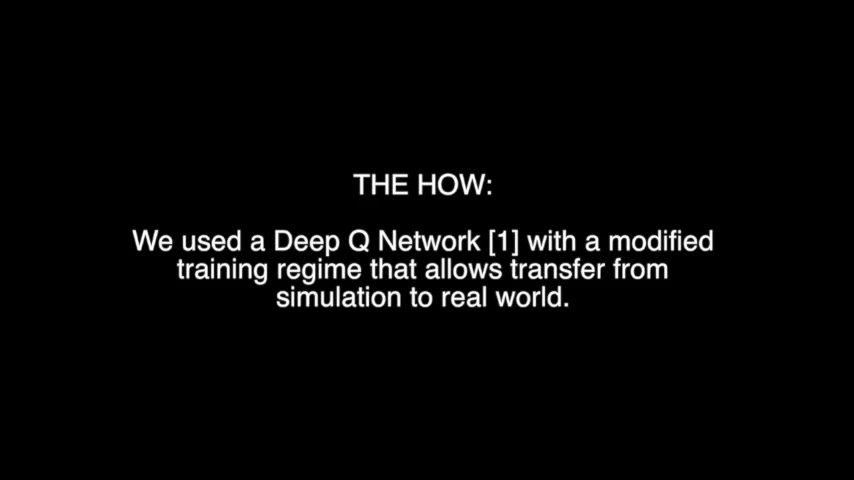 THE HOW:
We used a Deep Q Network [1] with a modified
training regime that allows transfer from
simulation to real world.